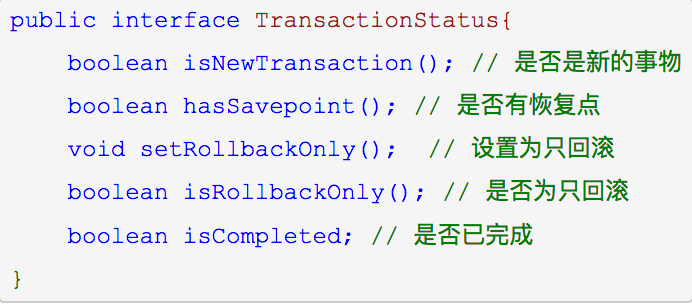 public interface TransactionStatus{
boolean isNewTransaction(); // 是否是新的事物
boolean hasSavepoint(); // 是否有恢复点
void setRollbackOnly();  // 设置为只回滚
boolean isRollbackOnly(); // 是否为只回滚
boolean isCompleted; // 是否已完成
}